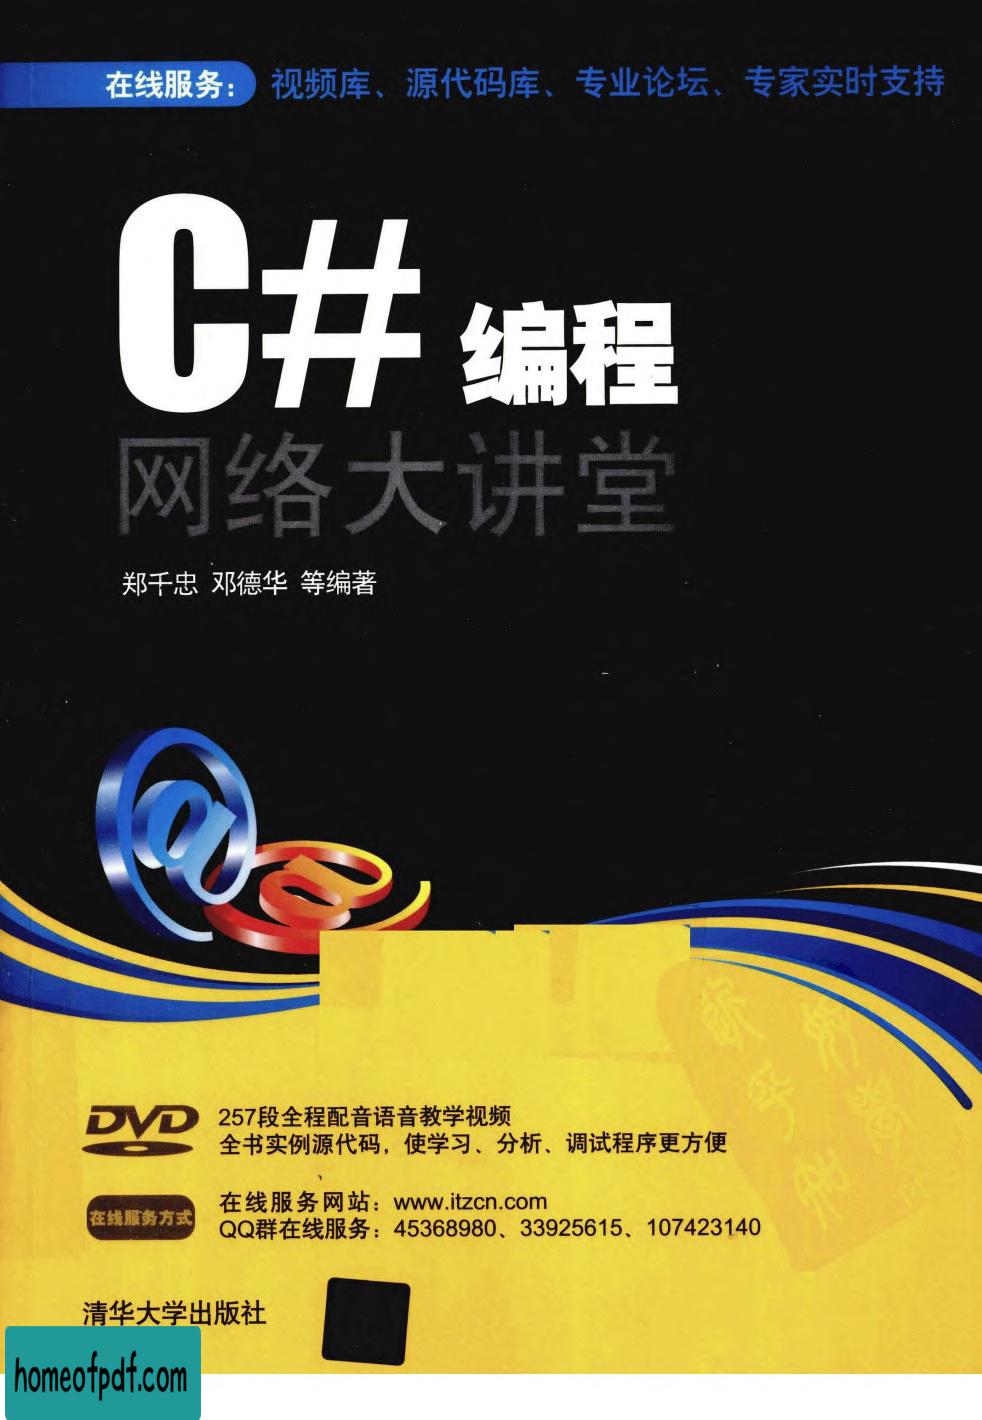 在线服务： 视频库、源代码库、专业论坛、专家实时支持
C# 编程
网络大讲堂
郑千忠 邓德华 等编著
DVD 257段全程配音语音教学视频
全书实例源代码，使学习、分析、调试程序更方便
在线服务方式 在线服务网站：www.itzcn.com
QQ群在线服务：45368980、33925615、107423140
清华大学出版社
homeofpdf.com